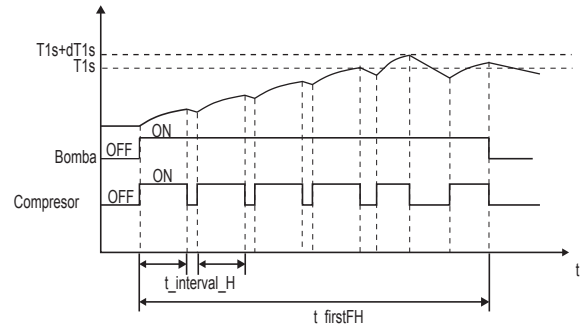 T1s+dT1s
T1s
ON
Bomba
OFF
ON
Compresor
OFF
t
t_interval_H
t_firstFH